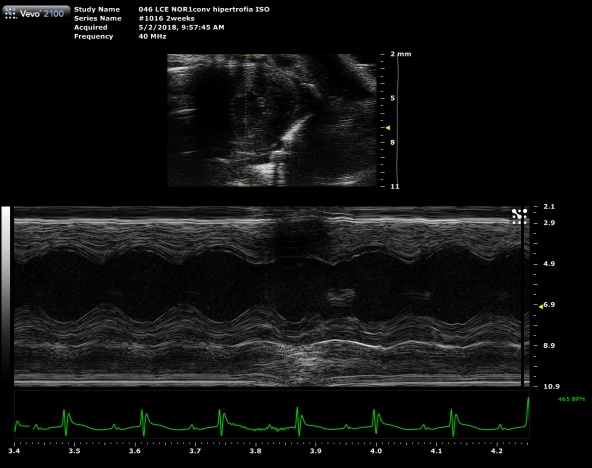 Vevo 2100
Study Name 046 LCE NOR1conv hipertrofia ISO
Series Name #1016 2weeks
Acquired 5/2/2018, 9:57:45 AM
Frequency 40 MHz
2 mm
5
8
11
2.1
2.9
4.9
6.9
8.9
10.9
465 BPM
3.4 3.5 3.6 3.7 3.8 3.9 4.0 4.1 4.2